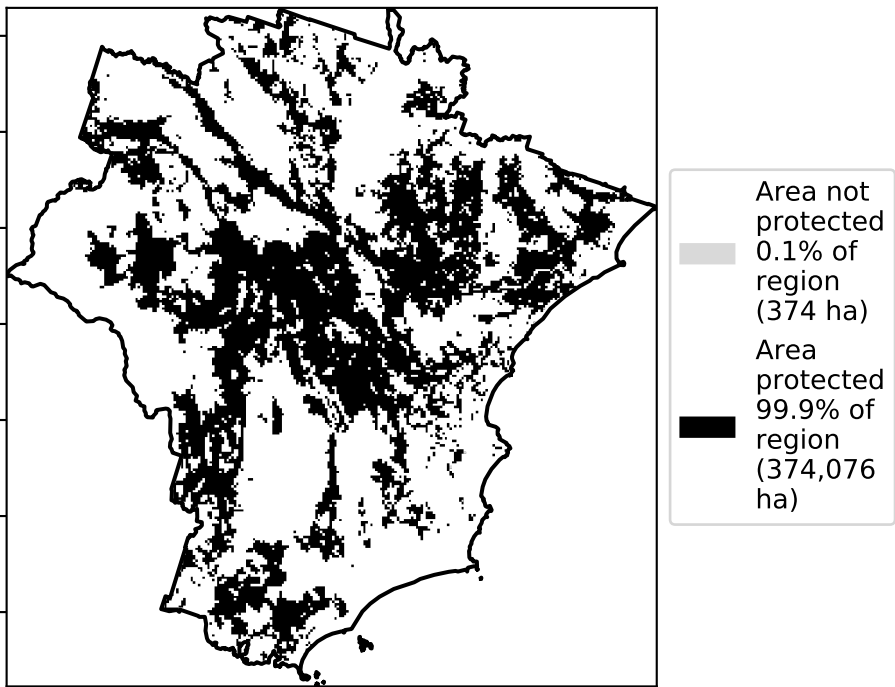 Area not
protected
0.1% of
region
(374 ha)
Area
protected
99.9% of
region
(374,076
ha)